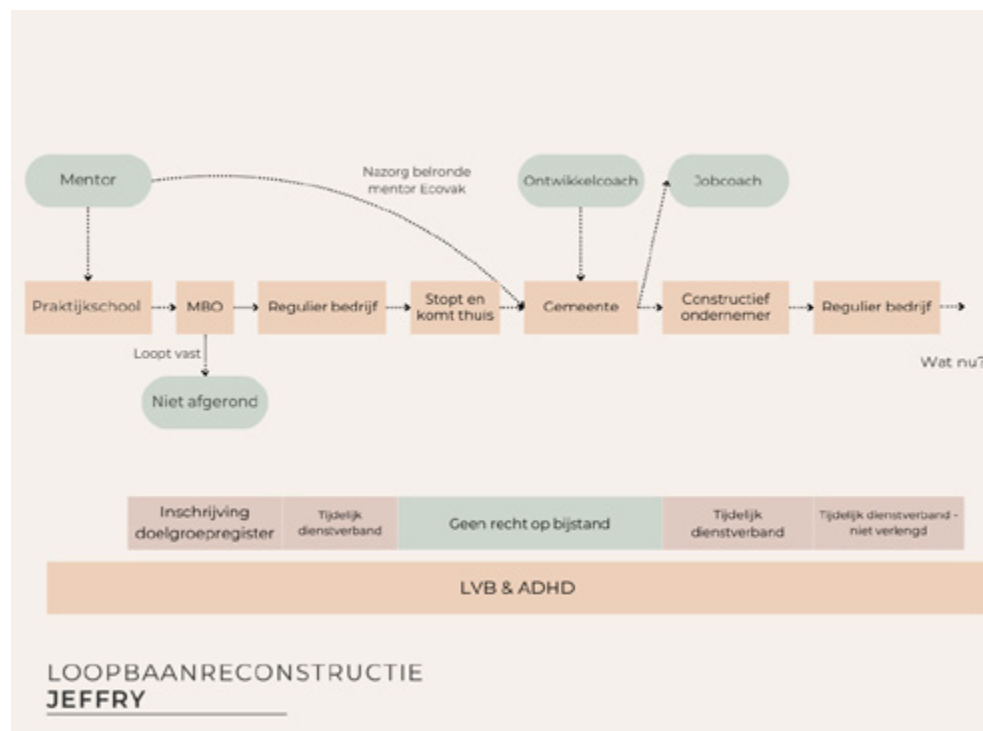 Mentor
Nazorg belronde
mentor Ecovak
Ontwikkelcoach
Jobcoach
Praktijkschool
MBO
Regulier bedrijf
Stopt en
komt thuis
Gemeente
Constructief
ondernemer
Regulier bedrijf
Loopt vast
Wat nu?
Niet afgerond
Inschrijving
doelgroepregister
Tijdelijk
dienstverband
Geen recht op bijstand
Tijdelijk
dienstverband
Tijdelijk dienstverband -
niet verlengd
LVB & ADHD
LOOPBAANRECONSTRUCTIE
JEFFRY